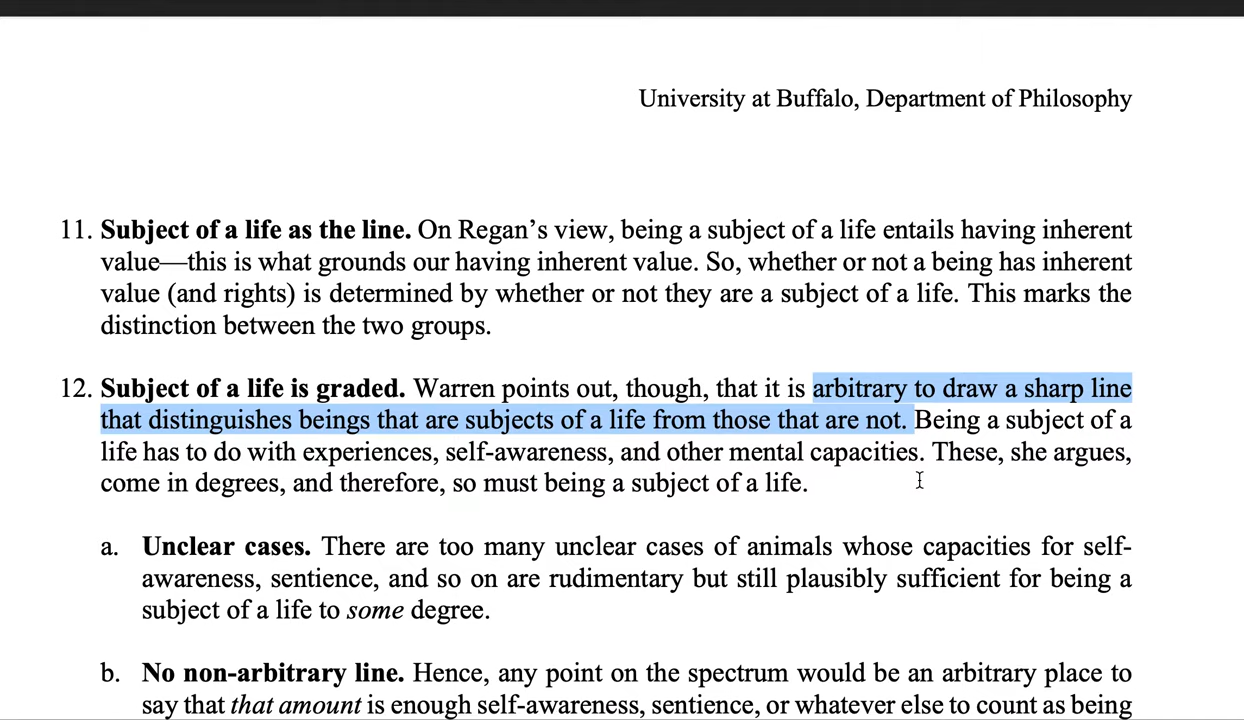 University at Buffalo, Department of Philosophy
11. Subject of a life as the line. On Regan’s view, being a subject of a life entails having inherent
value—this is what grounds our having inherent value. So, whether or not a being has inherent
value (and rights) is determined by whether or not they are a subject of a life. This marks the
distinction between the two groups.
12. Subject of a life is graded. Warren points out, though, that it is arbitrary to draw a sharp line
that distinguishes beings that are subjects of a life from those that are not. Being a subject of a
life has to do with experiences, self-awareness, and other mental capacities. These, she argues,
come in degrees, and therefore, so must being a subject of a life.
a. Unclear cases. There are too many unclear cases of animals whose capacities for self-
awareness, sentience, and so on are rudimentary but still plausibly sufficient for being a
subject of a life to some degree.
b. No non-arbitrary line. Hence, any point on the spectrum would be an arbitrary place to
say that that amount is enough self-awareness, sentience, or whatever else to count as being